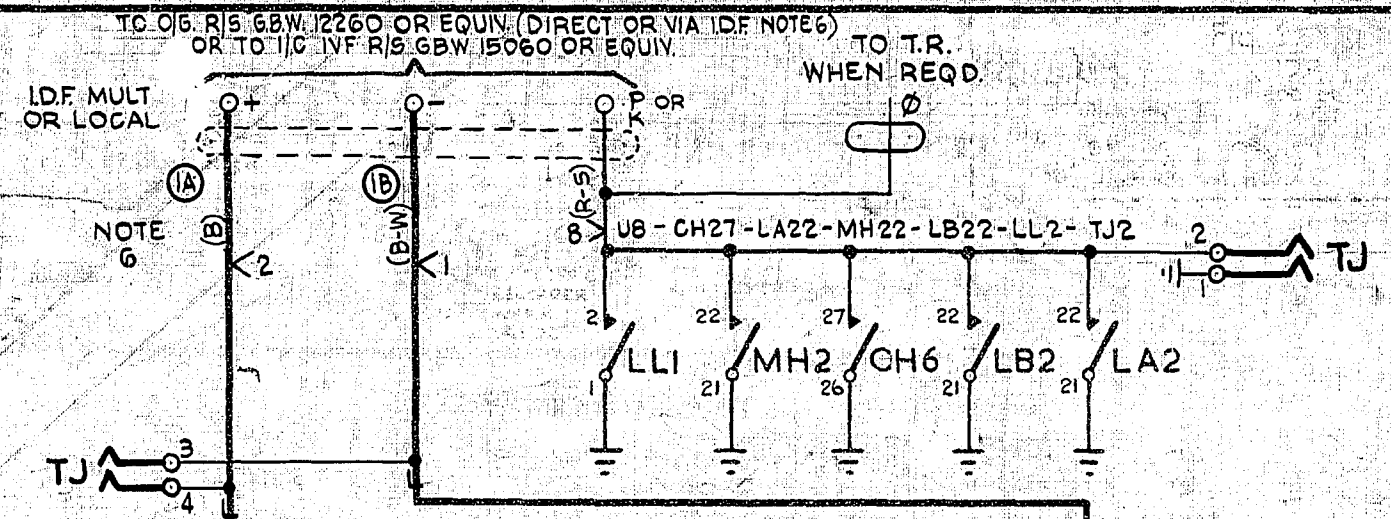 TO O/G R/S GBW 12260 OR EQUIV. (DIRECT OR VIA I.D.F. NOTE 6)
OR TO I/C 1VF R/S GBW 15060 OR EQUIV.
TO T.R.
WHEN REQD.
I.D.F. MULT
OR LOCAL
+
-
P OR
K
Ø
1A
1B
NOTE
6
(B)
2
(B-W)
1
8
(R-S)
U8 - CH27 - LA22 - MH22 - LB22 - LL2 - TJ2
2
1
TJ
2
LL1
1
22
MH2
21
27
CH6
26
22
LB2
21
22
LA2
21
TJ
3
4